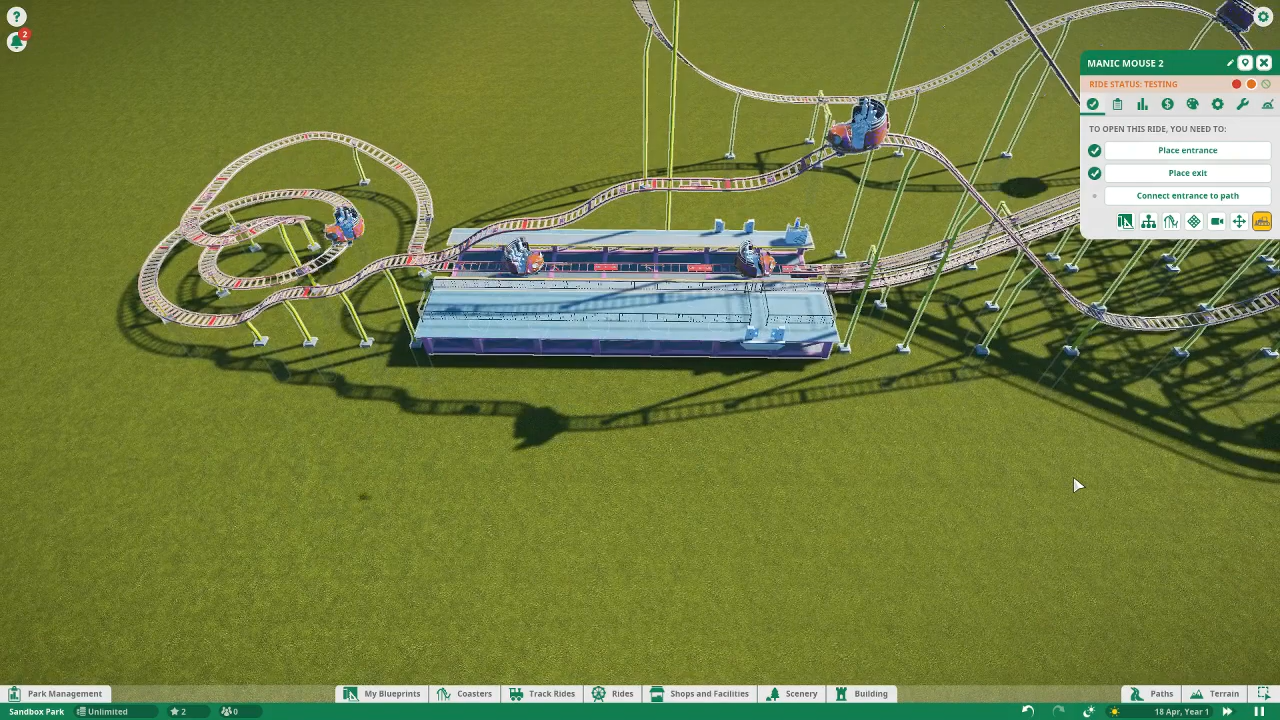 ?
2
MANIC MOUSE 2
RIDE STATUS: TESTING
TO OPEN THIS RIDE, YOU NEED TO:
Place entrance
Place exit
Connect entrance to path
Park Management
My Blueprints
Coasters
Track Rides
Rides
Shops and Facilities
Scenery
Building
Paths
Terrain
Sandbox Park
Unlimited
2
0
18 Apr, Year 1